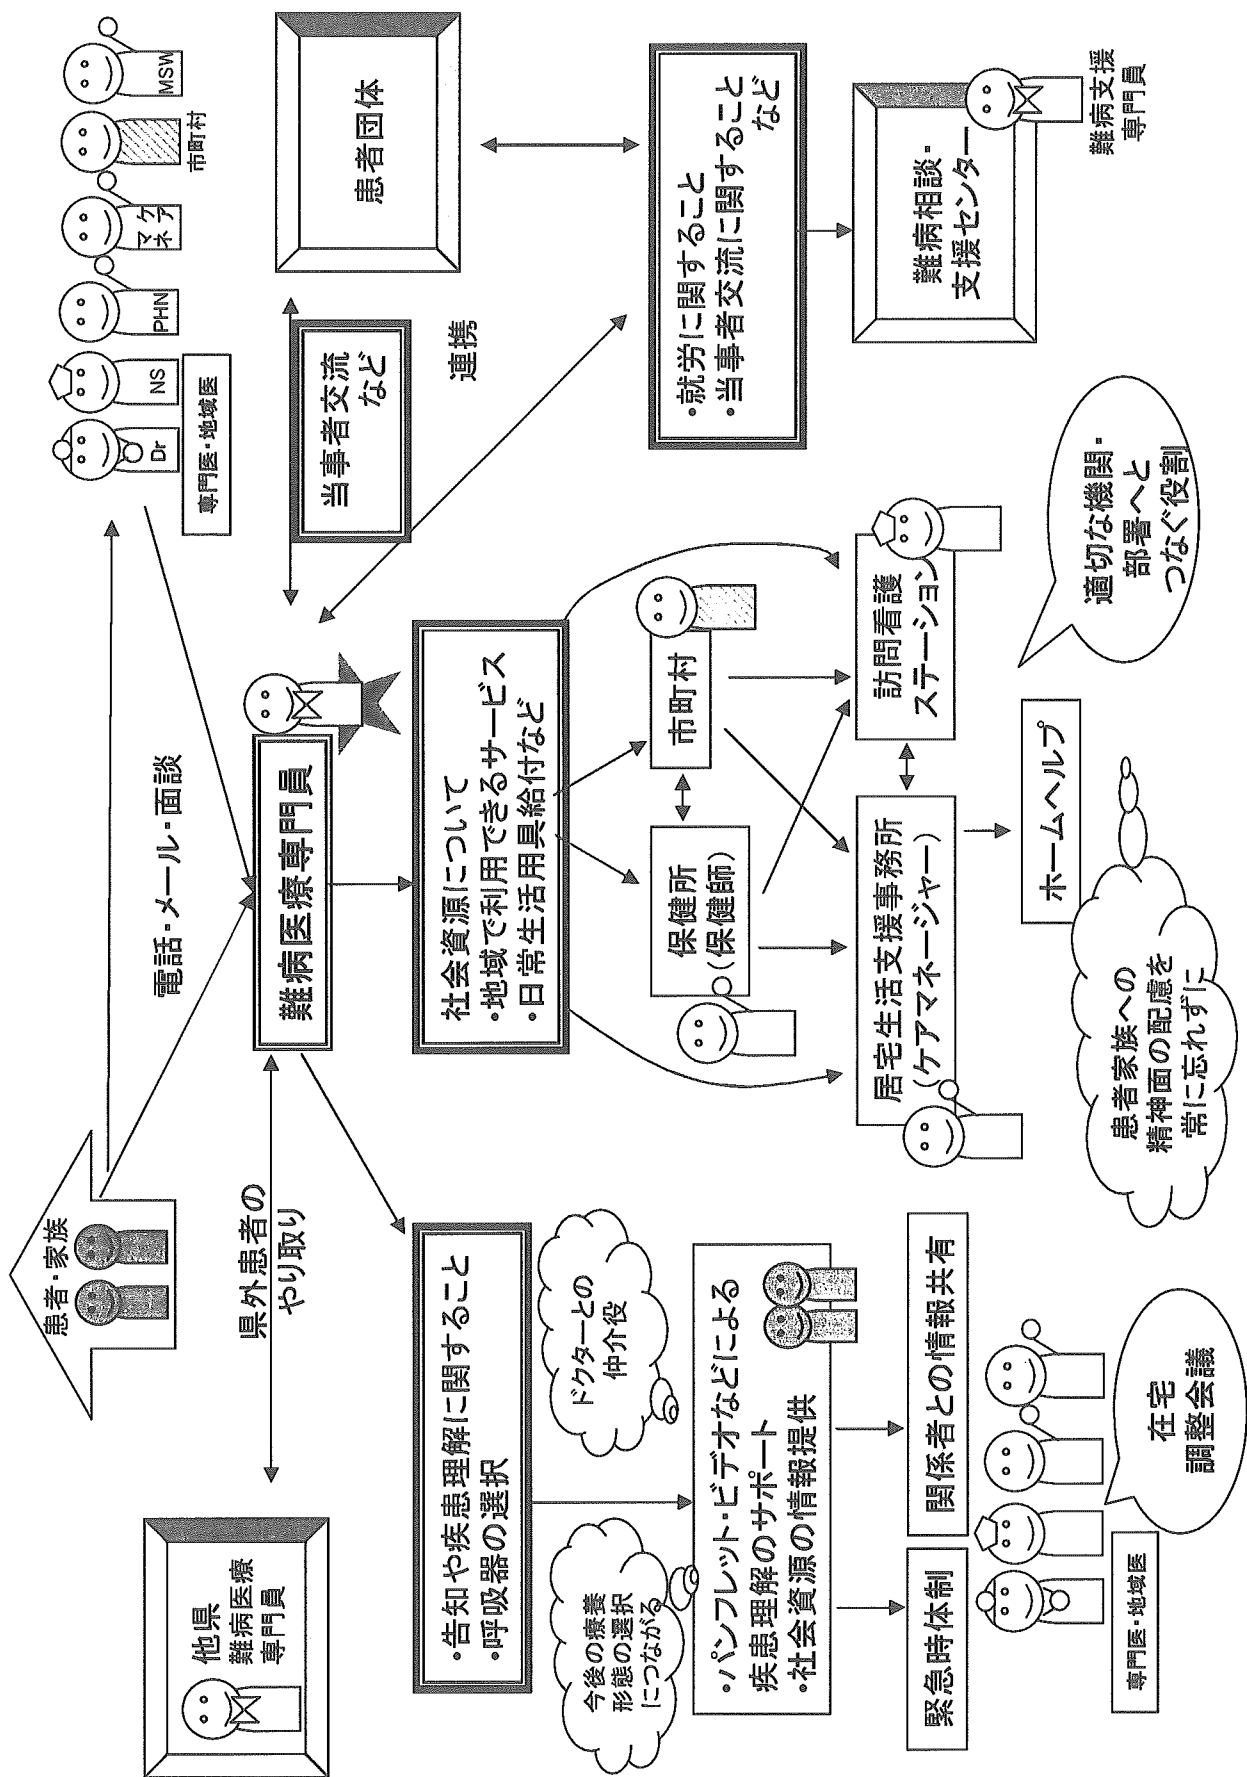 患者・家族
電話・メール・面談
Dr
NS
PHN
ケア
マネ
市町村
MSW
専門医・地域医
他県
難病医療
専門員
県外患者の
やり取り
難病医療専門員
当事者交流
など
患者団体
連携
・告知や疾患理解に関すること
・呼吸器の選択
社会資源について
・地域で利用できるサービス
・日常生活用具給付など
・就労に関すること
・当事者交流に関すること
など
今後の療養
形態の選択
につながる
ドクターとの
仲介役
保健所
(保健師)
市町村
・パンフレット・ビデオなどによる
疾患理解のサポート
・社会資源の情報提供
居宅生活支援事務所
(ケアマネージャー)
訪問看護
ステーション
難病相談・
支援センター
難病支援
専門員
緊急時体制
関係者との情報共有
ホームヘルプ
専門医・地域医
在宅
調整会議
患者家族への
精神面の配慮を
常に忘れずに
適切な機関・
部署へと
つなぐ役割